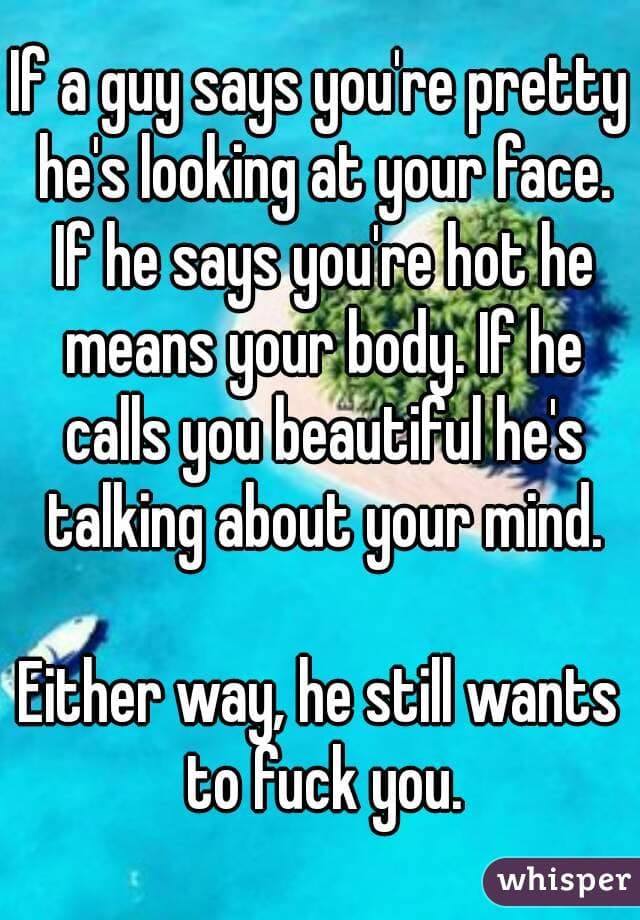 If a guy says you're pretty
he's looking at your face.
If he says you're hot he
means your body. If he
calls you beautiful he's
talking about your mind.
Either way, he still wants
to fuck you.
whisper